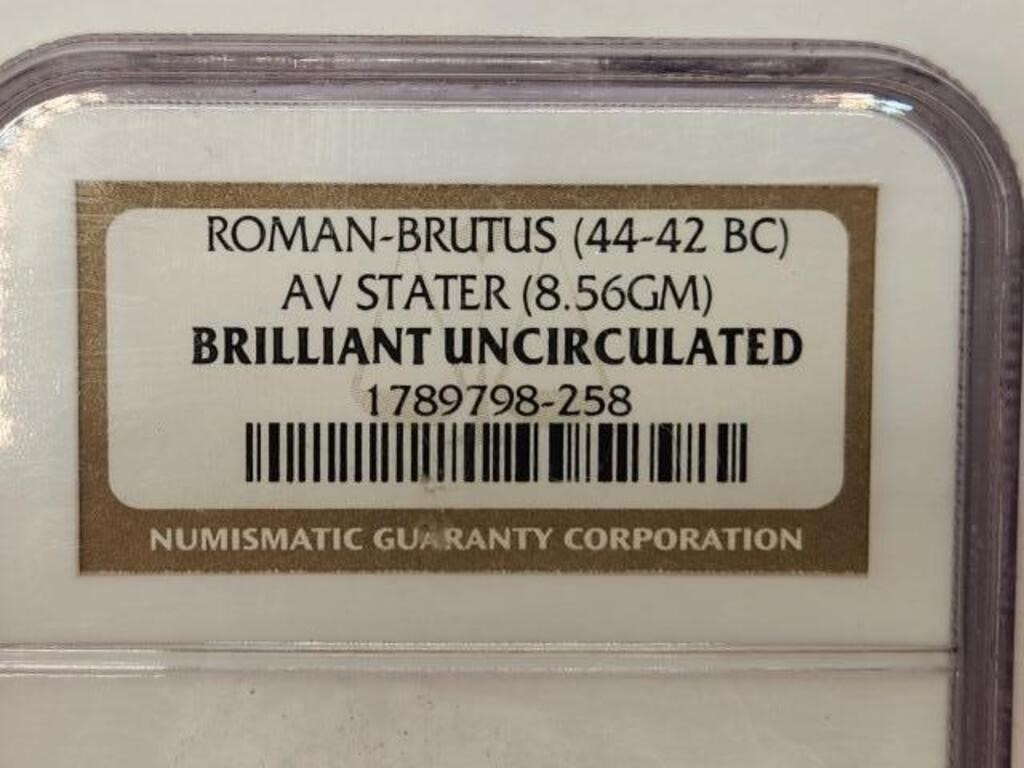 ROMAN-BRUTUS (44-42 BC)
AV STATER (8.56GM)
BRILLIANT UNCIRCULATED
1789798-258
NUMISMATIC GUARANTY CORPORATION